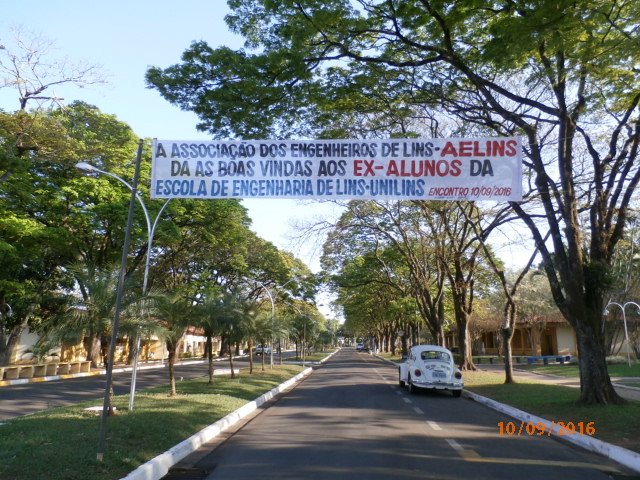 A ASSOCIAÇÃO DOS ENGENHEIROS DE LINS-AELINS
DA AS BOAS VINDAS AOS EX-ALUNOS DA
ESCOLA DE ENGENHARIA DE LINS-UNILINS ENCONTRO 10/09/2016
10/09/2016